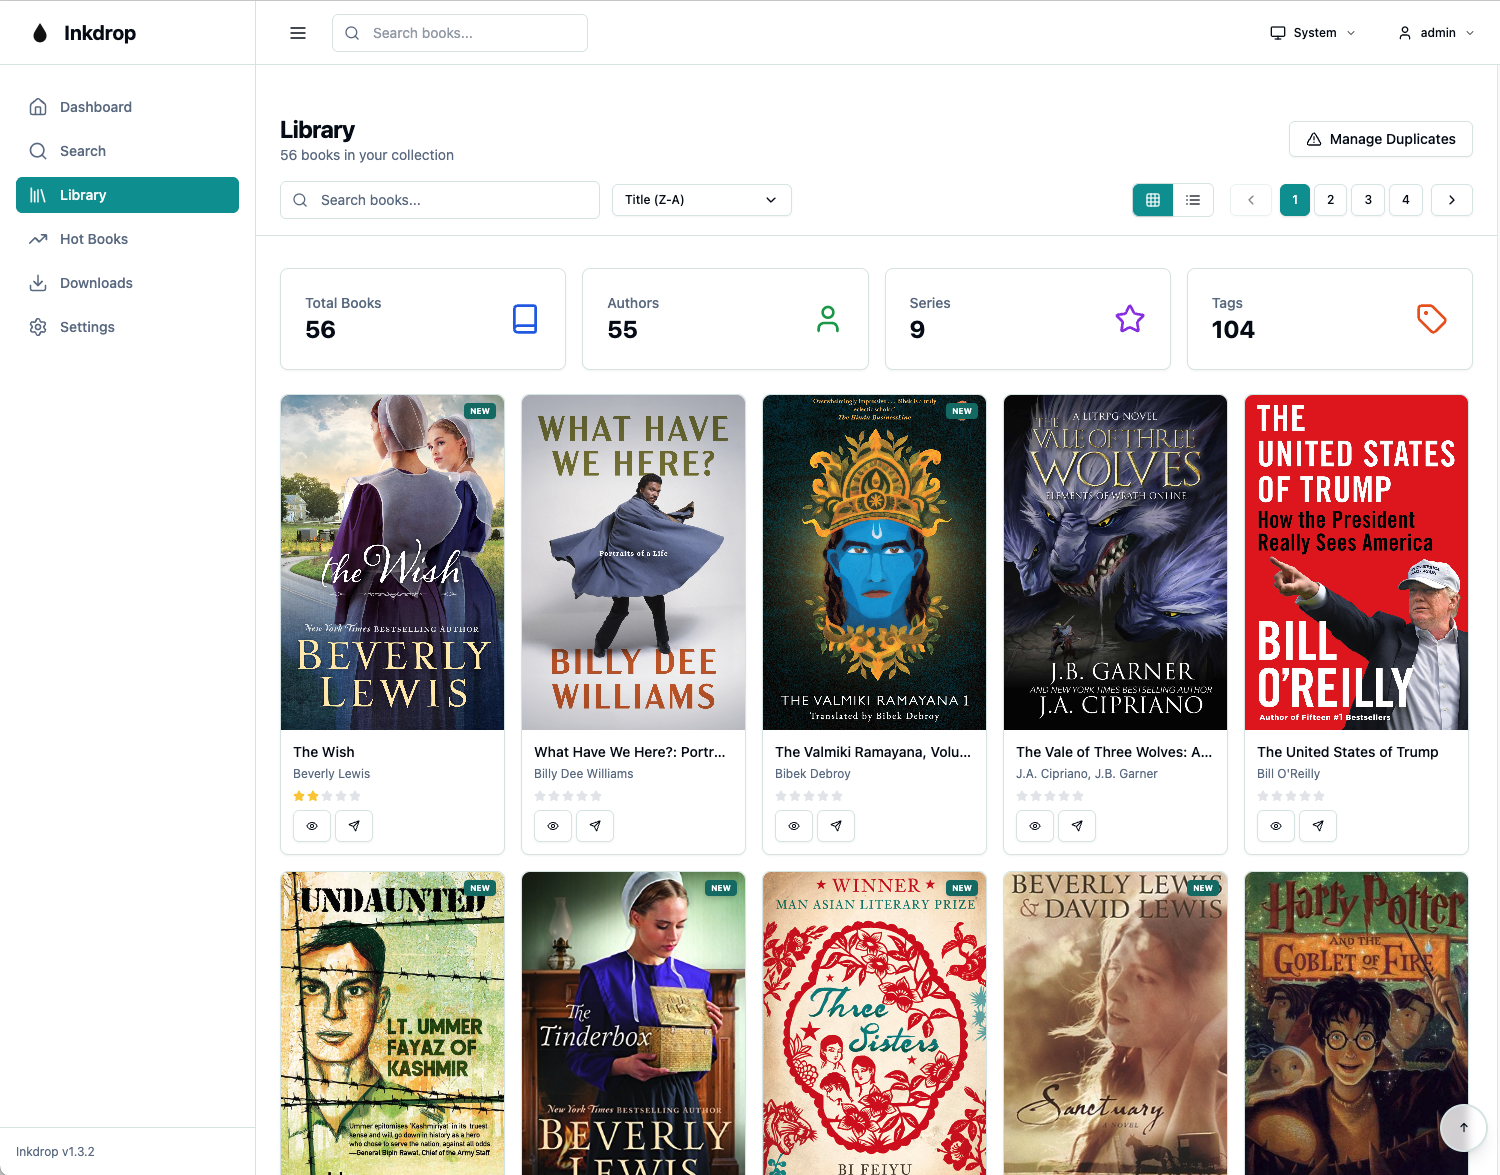 Inkdrop
Search books...
System
admin
Dashboard
Search
Library
Hot Books
Downloads
Settings
Library
56 books in your collection
Manage Duplicates
Search books...
Title (Z-A)
1
2
3
4
Total Books
56
Authors
55
Series
9
Tags
104
NEW
the Wish
New York Times BESTSELLING AUTHOR
BEVERLY
LEWIS
The Wish
Beverly Lewis
WHAT HAVE
WE HERE?
Portraits of a Life
BILLY DEE
WILLIAMS
What Have We Here?: Portr...
Billy Dee Williams
Overwhelmingly impressive . . . Bibek is a truly
eclectic scholar
The Hindu BusinessLine
NEW
THE VALMIKI RAMAYANA 1
Translated by Bibek Debroy
The Valmiki Ramayana, Volu...
Bibek Debroy
A LITRPG NOVEL
THE
VALE OF THREE
WOLVES
ELEMENTS OF WRATH ONLINE
J.B. GARNER
AND NEW YORK TIMES BESTSELLING AUTHOR
J.A. CIPRIANO
The Vale of Three Wolves: A...
J.A. Cipriano, J.B. Garner
THE
UNITED STATES
OF TRUMP
How the President
Really Sees America
BILL
O'REILLY
Author of Fifteen #1 Bestsellers
The United States of Trump
Bill O'Reilly
NEW
UNDAUNTED
LT. UMMER
FAYAZ OF
KASHMIR
Ummer epitomises 'Kashmiriyat' in its truest
sense and will go down in history as a hero
who chose to serve the nation, against all odds
—General Bipin Rawat, Chief of the Army Staff
NEW
The
Tinderbox
New York Times BESTSELLING AUTHOR
BEVERLY
LEWIS
WINNER
NEW
MAN ASIAN LITERARY PRIZE
Three
Sisters
BI FEIYU
BEVERLY LEWIS
NEW
& DAVID LEWIS
Sanctuary
A NOVEL
Harry Potter
AND THE
GOBLET OF FIRE
Inkdrop v1.3.2